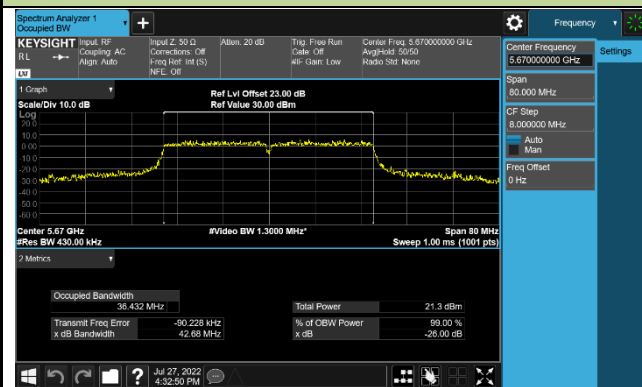 Spectrum Analyzer 1
Occupied BW
Frequency
KEYSIGHT
RL
Input: RF
Coupling: AC
Align: Auto
Input Z: 50 Ω
Corrections: Off
Freq Ref: Int (S)
NFE: Off
Atten: 20 dB
Trig: Free Run
Gate: Off
#IF Gain: Low
Center Freq: 5.670000000 GHz
Avg|Hold: 50/50
Radio Std: None
LXI
Center Frequency
5.670000000 GHz
Settings
Span
80.000 MHz
CF Step
8.000000 MHz
Auto
Man
Freq Offset
0 Hz
1 Graph
Scale/Div 10.0 dB
Ref Lvl Offset 23.00 dB
Ref Value 30.00 dBm
Log
20.0
10.0
0.00
-10.0
-20.0
-30.0
-40.0
-50.0
-60.0
Center 5.67 GHz
#Res BW 430.00 kHz
#Video BW 1.3000 MHz*
Span 80 MHz
Sweep 1.00 ms (1001 pts)
2 Metrics
Occupied Bandwidth
36.432 MHz
Total Power
21.3 dBm
Transmit Freq Error
-90.228 kHz
% of OBW Power
99.00 %
x dB Bandwidth
42.68 MHz
x dB
-26.00 dB
?
Jul 27, 2022
4:32:50 PM